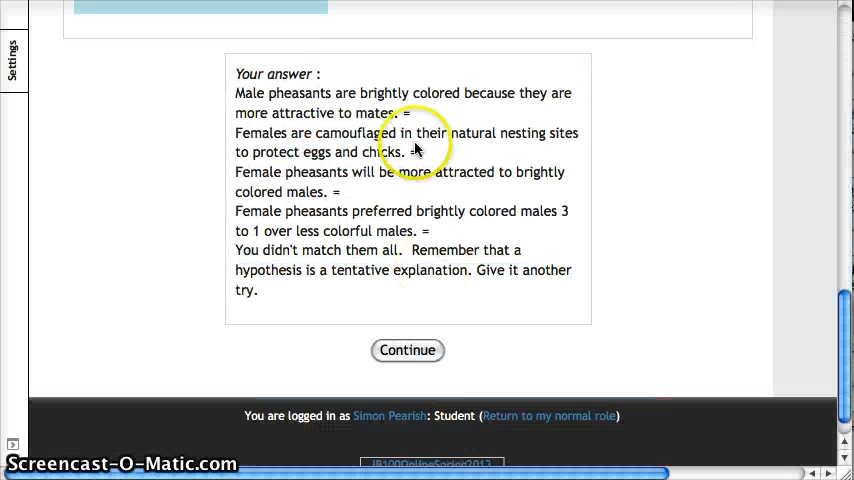 Settings
Your answer :
Male pheasants are brightly colored because they are
more attractive to mates. =
Females are camouflaged in their natural nesting sites
to protect eggs and chicks. =
Female pheasants will be more attracted to brightly
colored males. =
Female pheasants preferred brightly colored males 3
to 1 over less colorful males. =
You didn't match them all.  Remember that a
hypothesis is a tentative explanation. Give it another
try.
Continue
You are logged in as Simon Pearish: Student (Return to my normal role)
IB100OnlineSpring2013
Screencast-O-Matic.com